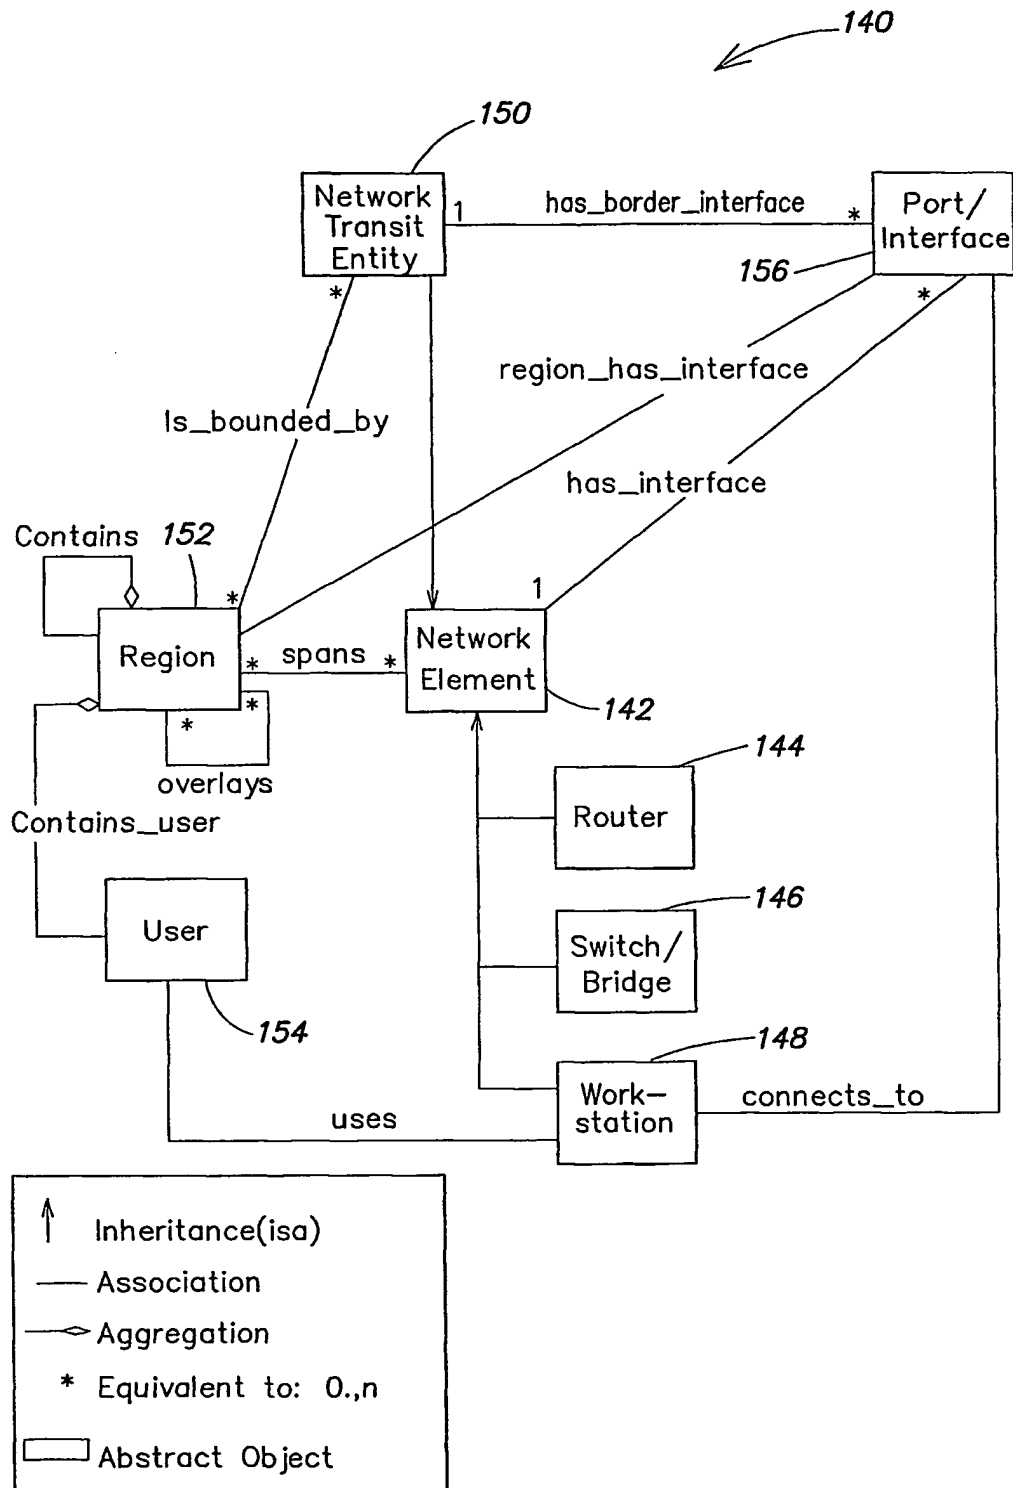 140
150
Network
Transit
Entity
1
has_border_interface
*
Port/
Interface
156
*
*
region_has_interface
Is_bounded_by
has_interface
Contains
152
*
1
Region
*
spans
*
Network
Element
142
*
*
overlays
144
Router
Contains_user
User
154
146
Switch/
Bridge
148
Work-
station
connects_to
uses
Inheritance(isa)
Association
Aggregation
* Equivalent to: 0.,n
Abstract Object